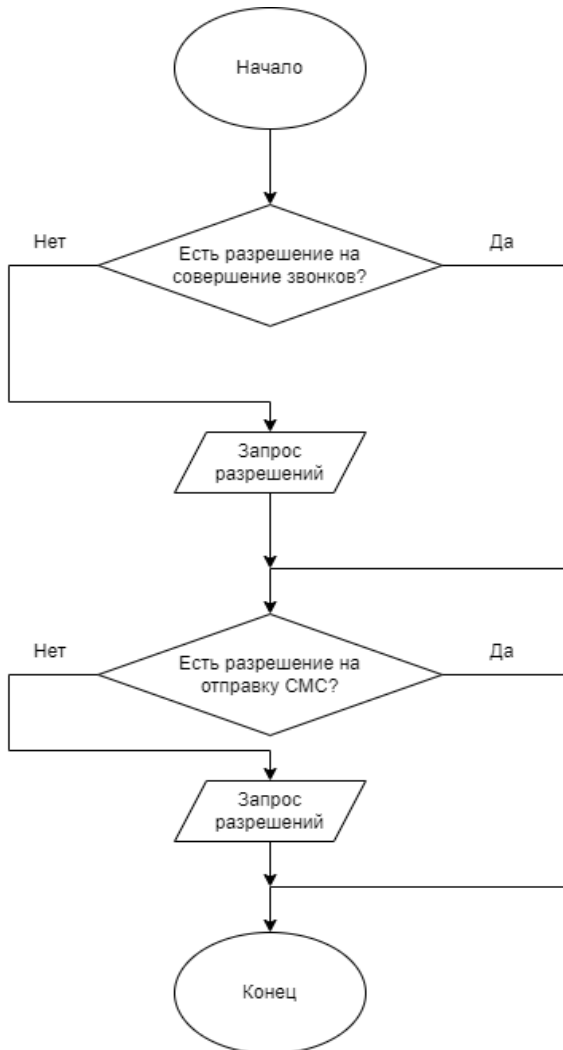 Начало
Нет
Да
Есть разрешение на
совершение звонков?
Запрос
разрешений
Нет
Да
Есть разрешение на
отправку СМС?
Запрос
разрешений
Конец